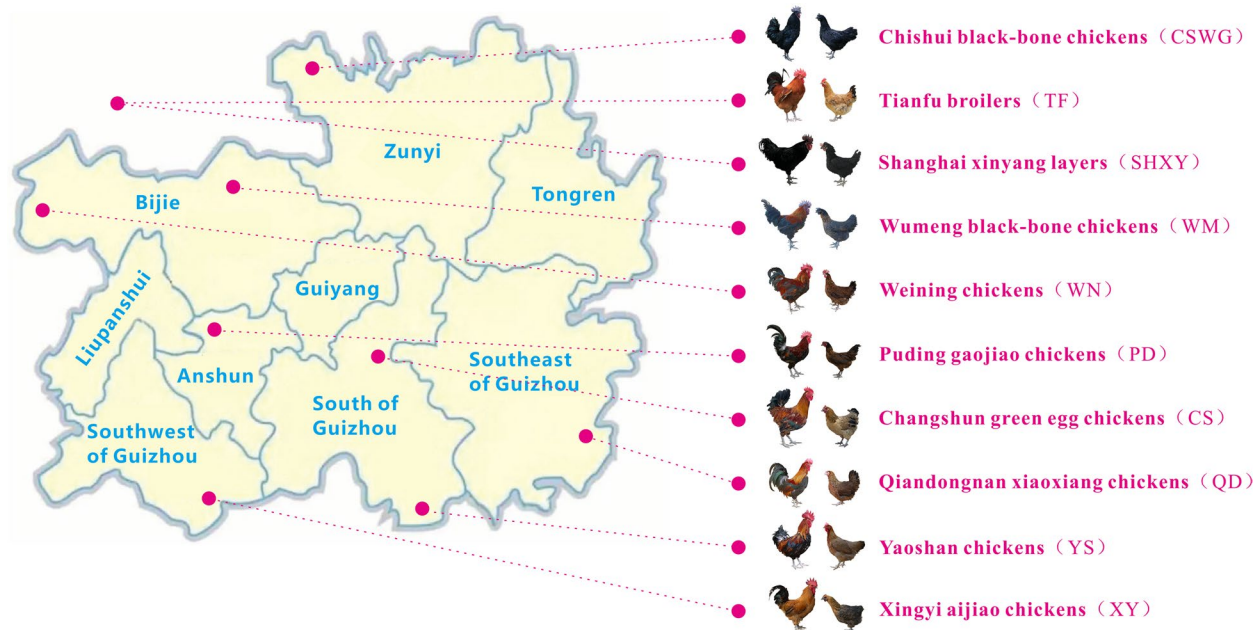 Zunyi
Tongren
Bijie
Guiyang
Liupanshui
Anshun
Southeast
of Guizhou
South of
Guizhou
Southwest
of Guizhou
Chishui black-bone chickens（CSWG）
Tianfu broilers（TF）
Shanghai xinyang layers（SHXY）
Wumeng black-bone chickens（WM）
Weining chickens（WN）
Puding gaojiao chickens（PD）
Changshun green egg chickens（CS）
Qiandongnan xiaoxiang chickens（QD）
Yaoshan chickens（YS）
Xingyi aijiao chickens（XY）